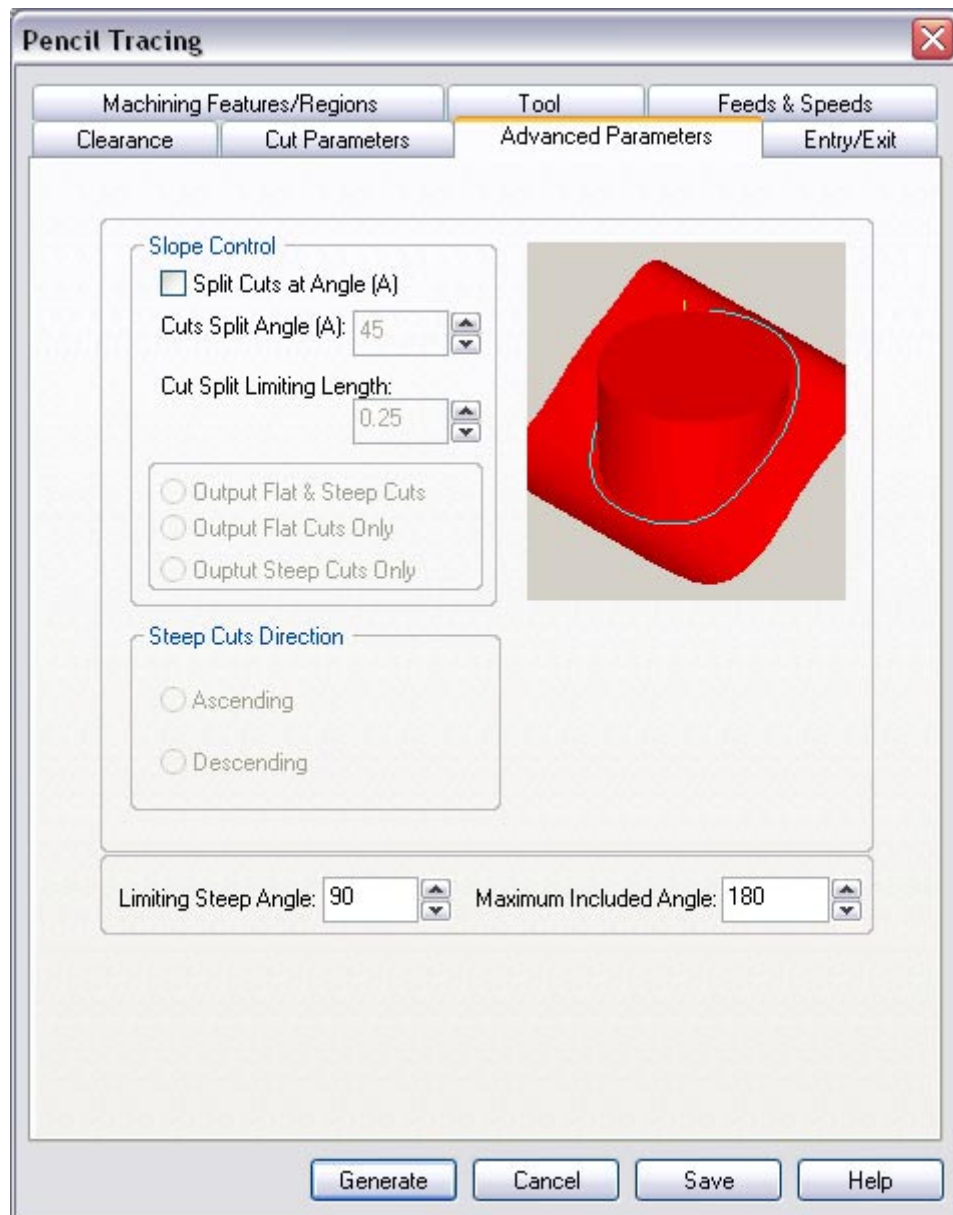 Pencil Tracing
Machining Features/Regions
Tool
Feeds & Speeds
Clearance
Cut Parameters
Advanced Parameters
Entry/Exit
Slope Control
Split Cuts at Angle (A)
Cuts Split Angle (A): 45
Cut Split Limiting Length:
0.25
Output Flat & Steep Cuts
Output Flat Cuts Only
Ouptut Steep Cuts Only
Steep Cuts Direction
Ascending
Descending
Limiting Steep Angle: 90
Maximum Included Angle: 180
Generate
Cancel
Save
Help